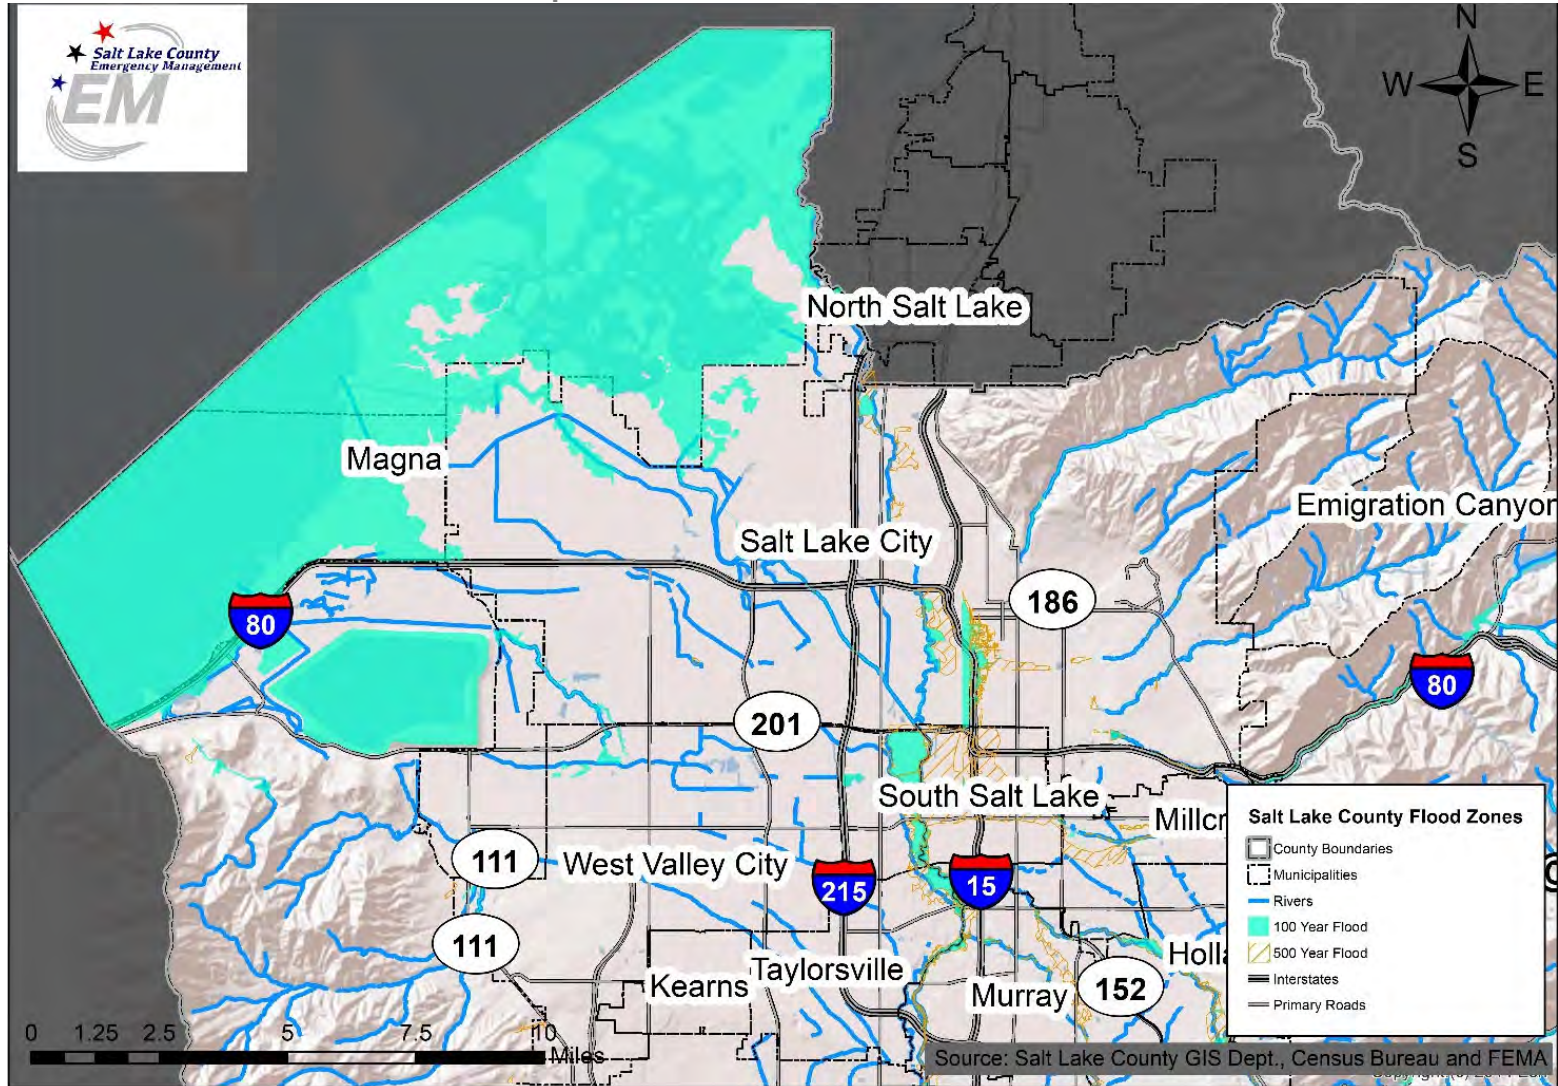 Salt Lake County
Emergency Management
EM
N
W E
S
North Salt Lake
Magna
Emigration Canyon
Salt Lake City
186
80
80
201
South Salt Lake
Millcr
111
West Valley City
215
15
111
Kearns
Taylorsville
Murray
152
Holla
Salt Lake County Flood Zones
County Boundaries
Municipalities
Rivers
100 Year Flood
500 Year Flood
Interstates
Primary Roads
0 1.25 2.5 5 7.5 10
Miles
Source: Salt Lake County GIS Dept., Census Bureau and FEMA